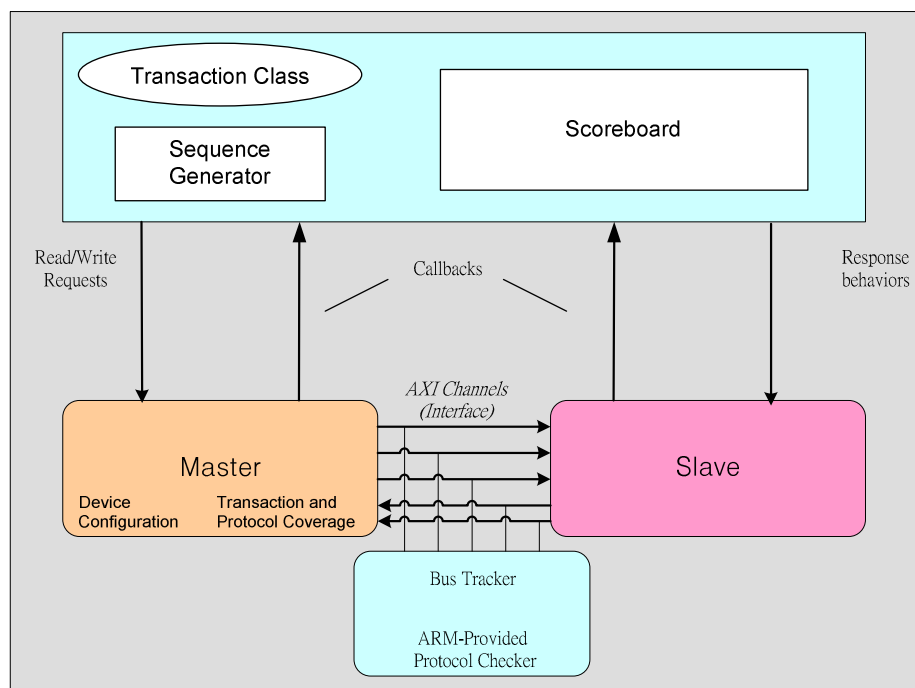 Transaction Class
Sequence
Generator
Scoreboard
Read/Write
Requests
Callbacks
Response
behaviors
AXI Channels
(Interface)
Master
Device
Configuration
Transaction and
Protocol Coverage
Slave
Bus Tracker
ARM-Provided
Protocol Checker